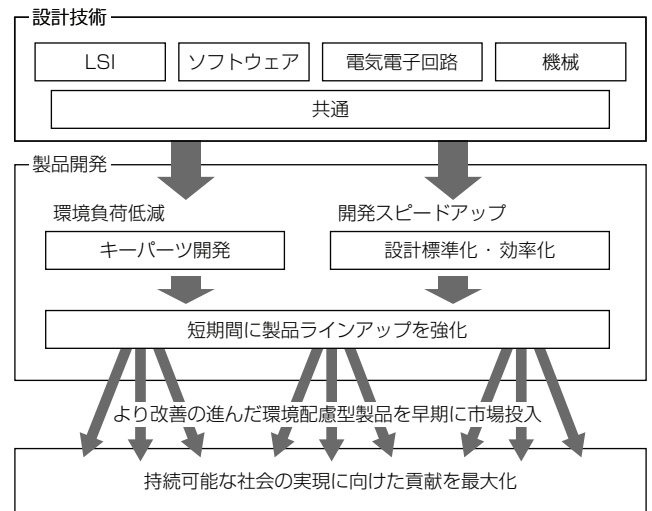 設計技術
LSI
ソフトウェア
電気電子回路
機械
共通
製品開発
環境負荷低減
開発スピードアップ
キーパーツ開発
設計標準化・効率化
短期間に製品ラインアップを強化
より改善の進んだ環境配慮型製品を早期に市場投入
持続可能な社会の実現に向けた貢献を最大化